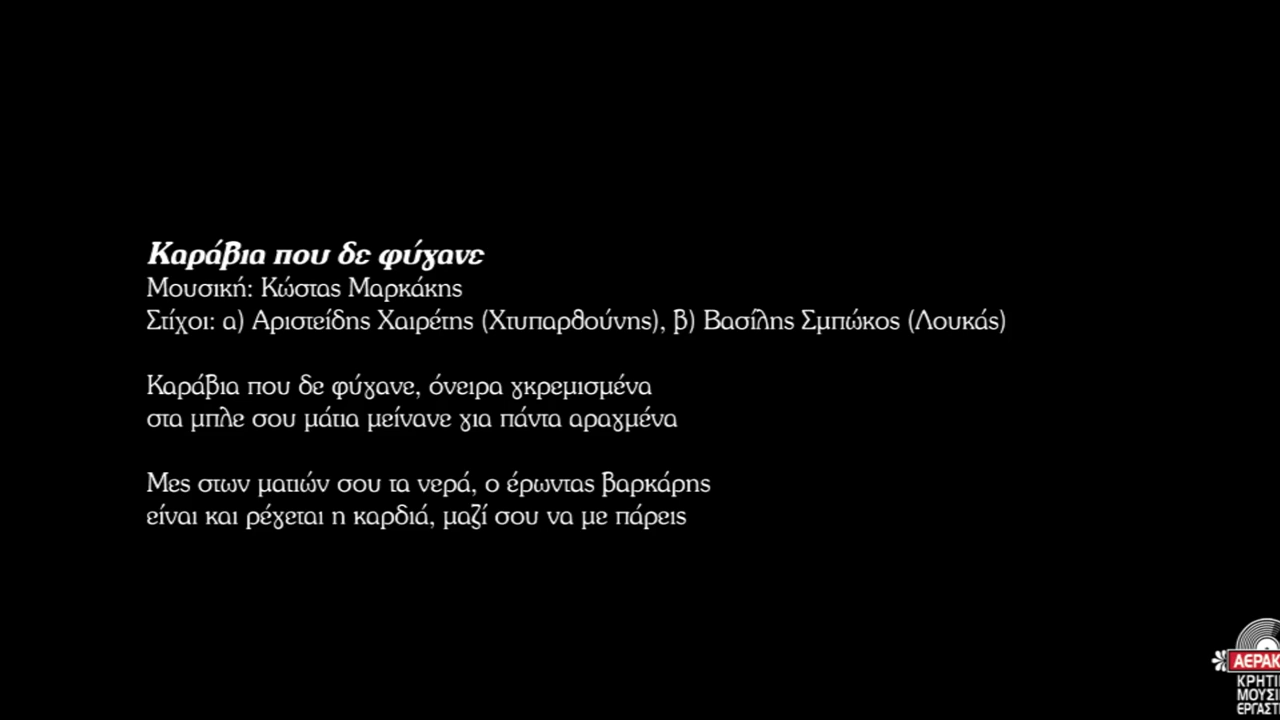 Καράβια που δε φύγανε
Μουσική: Κώστας Μαρκάκης
Στίχοι: α) Αριστείδης Χαιρέτης (Χτυπαρθούνης), β) Βασίλης Σμπώκος (Λουκάς)
Καράβια που δε φύγανε, όνειρα γκρεμισμένα
στα μπλε σου μάτια μείνανε για πάντα αραγμένα
Μες στων ματιών σου τα νερά, ο έρωντας βαρκάρης
είναι και ρέγεται η καρδιά, μαζί σου να με πάρεις
ΑΕΡΑΚ
ΚΡΗΤΙ
ΜΟΥΣΙ
ΕΡΓΑΣΤ